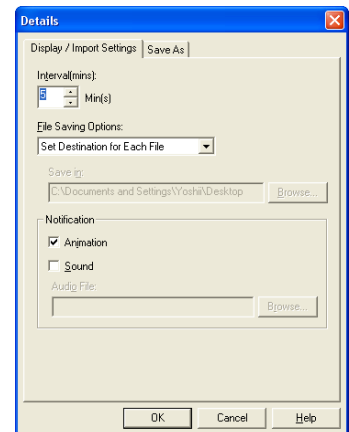 Details
Display / Import Settings Save As
Interval(mins):
5 Min(s)
File Saving Options:
Set Destination for Each File
Save in:
C:\Documents and Settings\Yoshii\Desktop Browse...
Notification
Animation
Sound
Audio File:
Browse...
OK Cancel Help